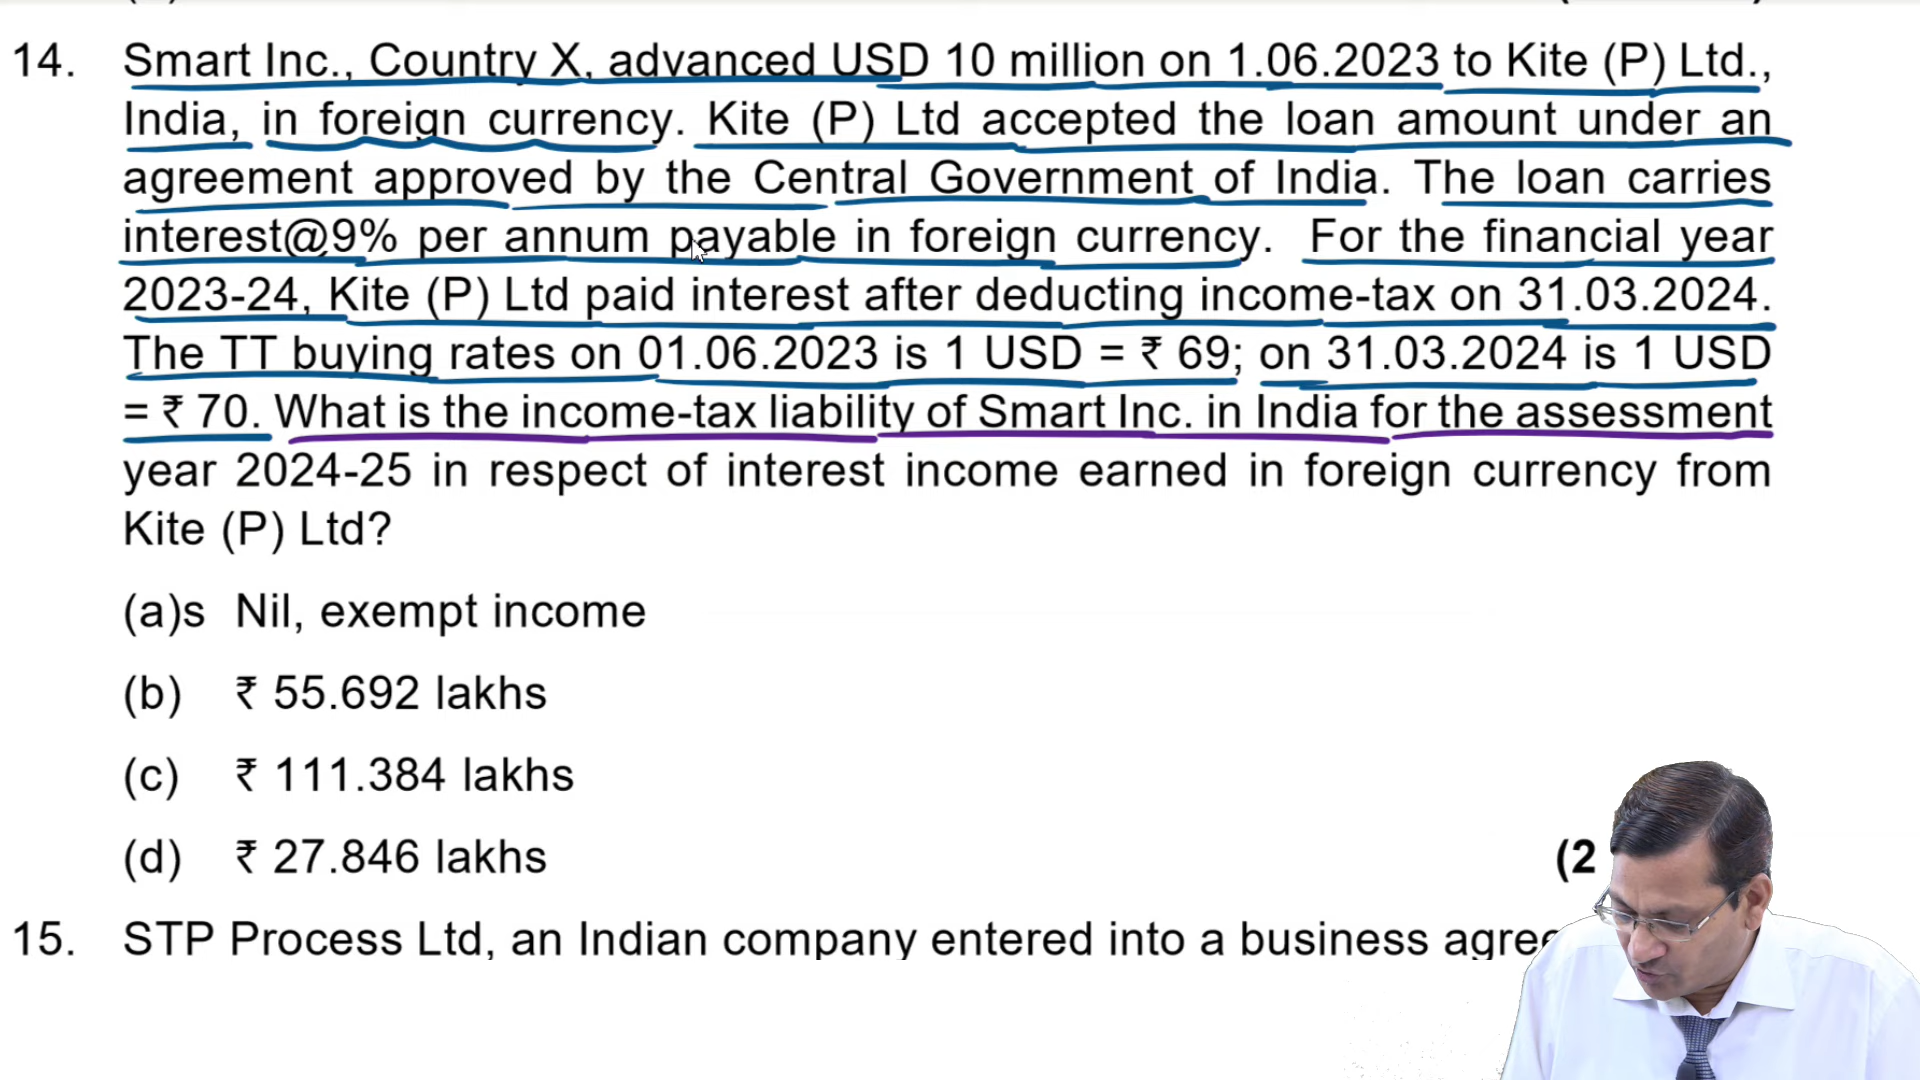 14. Smart Inc., Country X, advanced USD 10 million on 1.06.2023 to Kite (P) Ltd.,
India, in foreign currency. Kite (P) Ltd accepted the loan amount under an
agreement approved by the Central Government of India. The loan carries
interest@9% per annum payable in foreign currency. For the financial year
2023-24, Kite (P) Ltd paid interest after deducting income-tax on 31.03.2024.
The TT buying rates on 01.06.2023 is 1 USD = ₹ 69; on 31.03.2024 is 1 USD
= ₹ 70. What is the income-tax liability of Smart Inc. in India for the assessment
year 2024-25 in respect of interest income earned in foreign currency from
Kite (P) Ltd?
(a)s Nil, exempt income
(b) ₹ 55.692 lakhs
(c) ₹ 111.384 lakhs
(d) ₹ 27.846 lakhs
(2
15. STP Process Ltd, an Indian company entered into a business